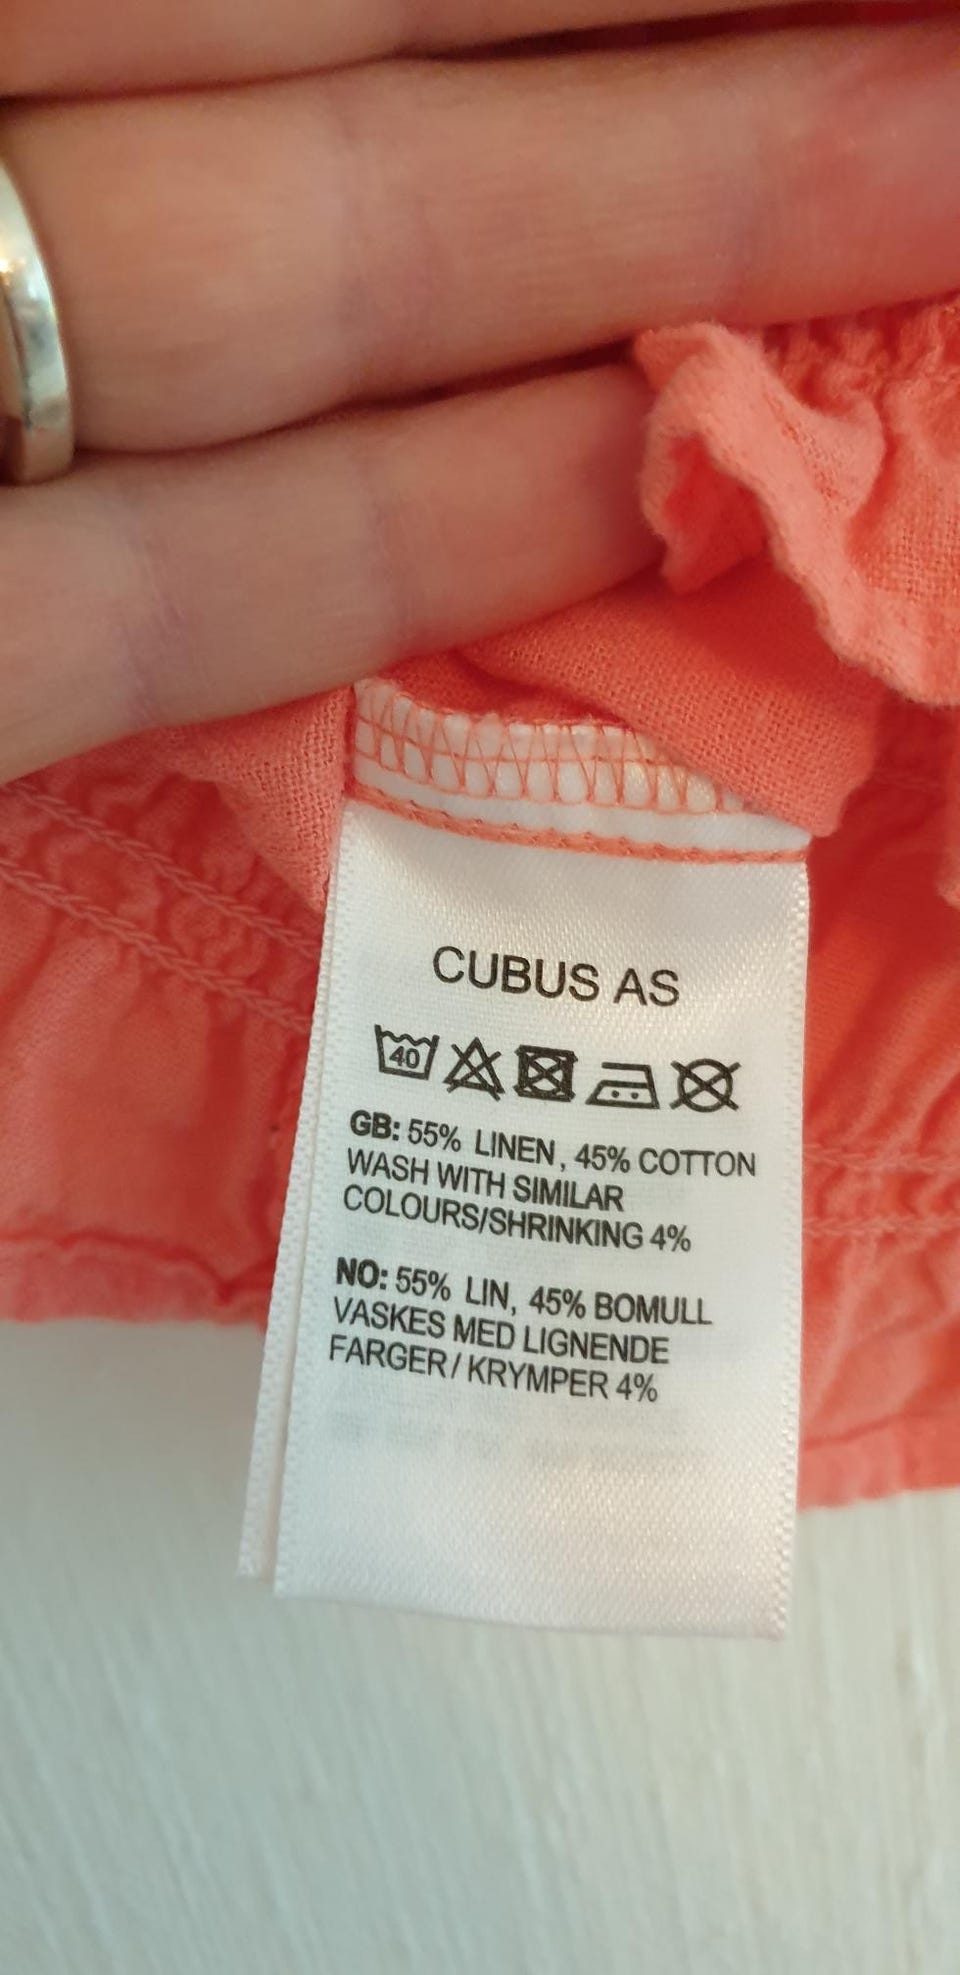 CUBUS AS
40
GB: 55% LINEN, 45% COTTON
WASH WITH SIMILAR
COLOURS/SHRINKING 4%
NO: 55% LIN, 45% BOMULL
VASKES MED LIGNENDE
FARGER/ KRYMPER 4%